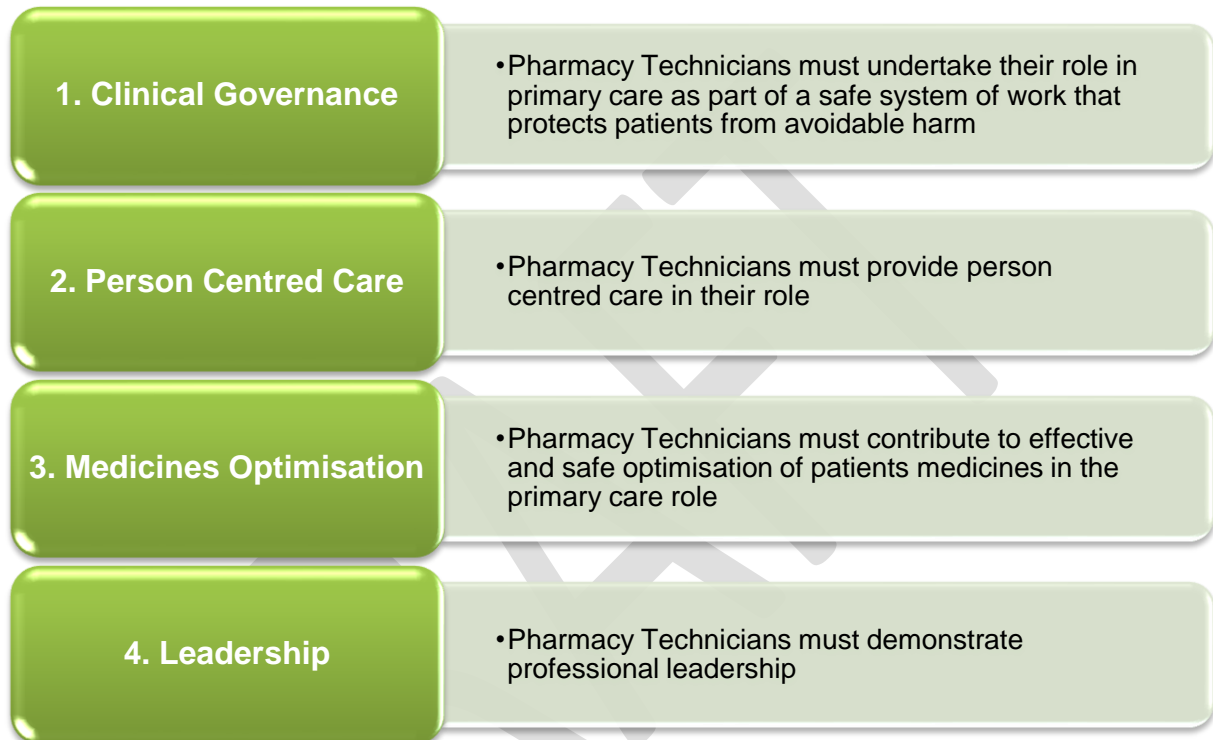 1. Clinical Governance
•Pharmacy Technicians must undertake their role in
primary care as part of a safe system of work that
protects patients from avoidable harm
2. Person Centred Care
•Pharmacy Technicians must provide person
centred care in their role
3. Medicines Optimisation
•Pharmacy Technicians must contribute to effective
and safe optimisation of patients medicines in the
primary care role
4. Leadership
•Pharmacy Technicians must demonstrate
professional leadership
DRAFT